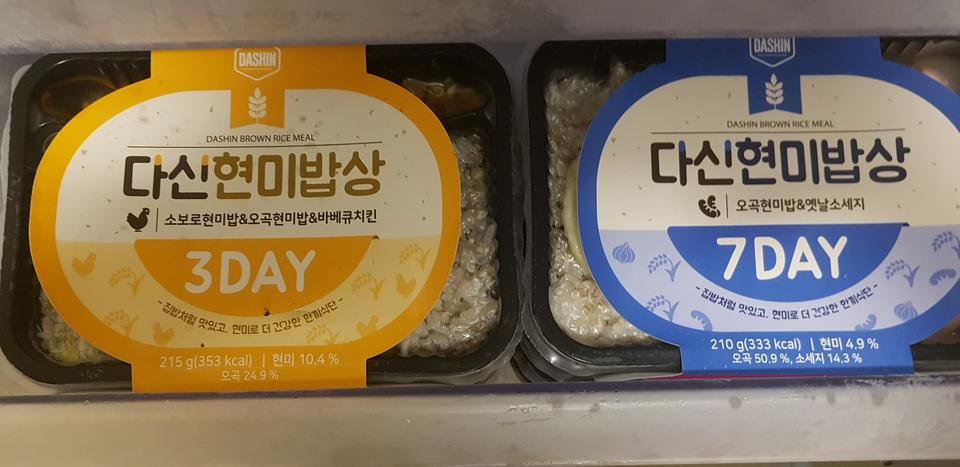 DASHIN
DASHIN BROWN RICE MEAL
다신현미밥상
소보로현미밥&오곡현미밥&바베큐치킨
3DAY
- 집밥처럼 맛있고, 현미로 더 건강한 한끼식단 -
215 g(353 kcal) | 현미 10.4 %
오곡 24.9 %
DASHIN
DASHIN BROWN RICE MEAL
다신현미밥상
오곡현미밥&옛날소세지
7DAY
- 집밥처럼 맛있고, 현미로 더 건강한 한끼식단 -
210 g(333 kcal) | 현미 4.9 %
오곡 50.9 %, 소세지 14.3 %